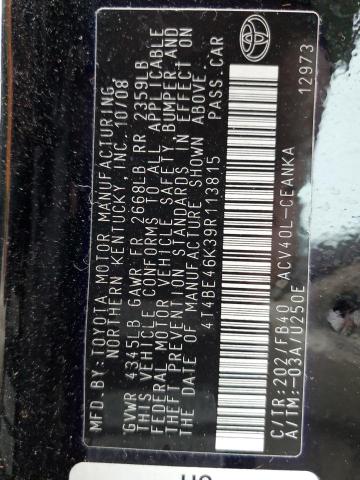 MFD.BY:TOYOTA MOTOR MANUFACTURING
NORTHERN KENTUCKY, INC. 10/08
GVWR 4345LB GAWR FR 2668LB RR 2359LB
THIS VEHICLE CONFORMS TO ALL APPLICABLE
FEDERAL MOTOR VEHICLE SAFETY, BUMPER, AND
THEFT PREVENTION STANDARDS IN EFFECT ON
THE DATE OF MANUFACTURE SHOWN ABOVE.
4T4BE46K39R113815 PASS.CAR
C/TR:202/FB40 ACV40L-CEANKA
A/TM:-03A/U250E 12973
TOYOTA